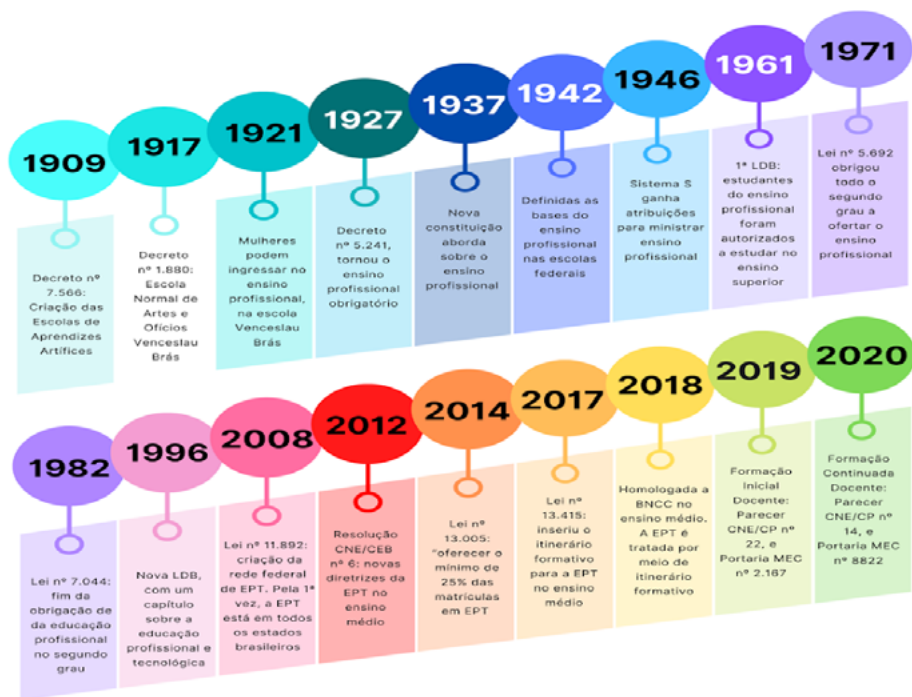 1909
Decreto nº
7.566:
Criação das
Escolas de
Aprendizes
Artífices
1917
Decreto
nº 1.880:
Escola
Normal de
Artes e
Ofícios
Venceslau
Brás
1921
Mulheres
podem
ingressar no
ensino
profissional,
na escola
Venceslau
Brás
1927
Decreto
nº 5.241,
tornou o
ensino
profissional
obrigatório
1937
Nova
constituição
aborda
sobre o
ensino
profissional
1942
Definidas as
bases do
ensino
profissional
nas escolas
federais
1946
Sistema S
ganha
atribuições
para ministrar
ensino
profissional
1961
1ª LDB:
estudantes
do ensino
profissional
foram
autorizados
a estudar no
ensino
superior
1971
Lei nº 5.692
obrigou
todo o
segundo
grau a
ofertar o
ensino
profissional
1982
Lei nº 7.044:
fim da
obrigação de
da educação
profissional
no segundo
grau
1996
Nova LDB,
com um
capítulo
sobre a
educação
profissional e
tecnológica
2008
Lei nº 11.892:
criação da
rede federal
de EPT. Pela 1ª
vez, a EPT
está em todos
os estados
brasileiros
2012
Resolução
CNE/CEB
nº 6: novas
diretrizes da
EPT no
ensino
médio
2014
Lei nº
13.005:
"oferecer o
mínimo de
25% das
matrículas
em EPT
2017
Lei nº
13.415:
inseriu o
itinerário
formativo
para a EPT
no ensino
médio
2018
Homologada a
BNCC no
ensino médio.
A EPT é
tratada por
meio de
itinerário
formativo
2019
Formação
Inicial
Docente:
Parecer
CNE/CP nº
22, e
Portaria MEC
nº 2.167
2020
Formação
Continuada
Docente:
Parecer
CNE/CP nº
14, e
Portaria MEC
nº 8822